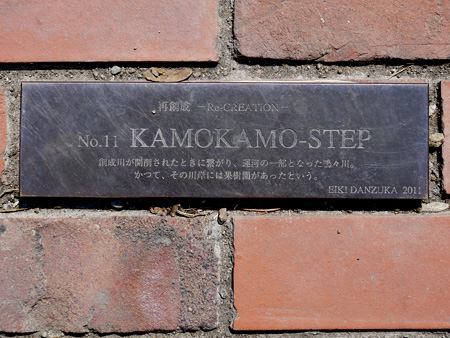 再創成 －Re-CREATION－
No.11 KAMOKAMO-STEP
創成川が開削されたときに繋がり、運河の一部となった鴨々川。
かつて、その川岸には果樹園があったという。
EIKI DANZUKA 2011